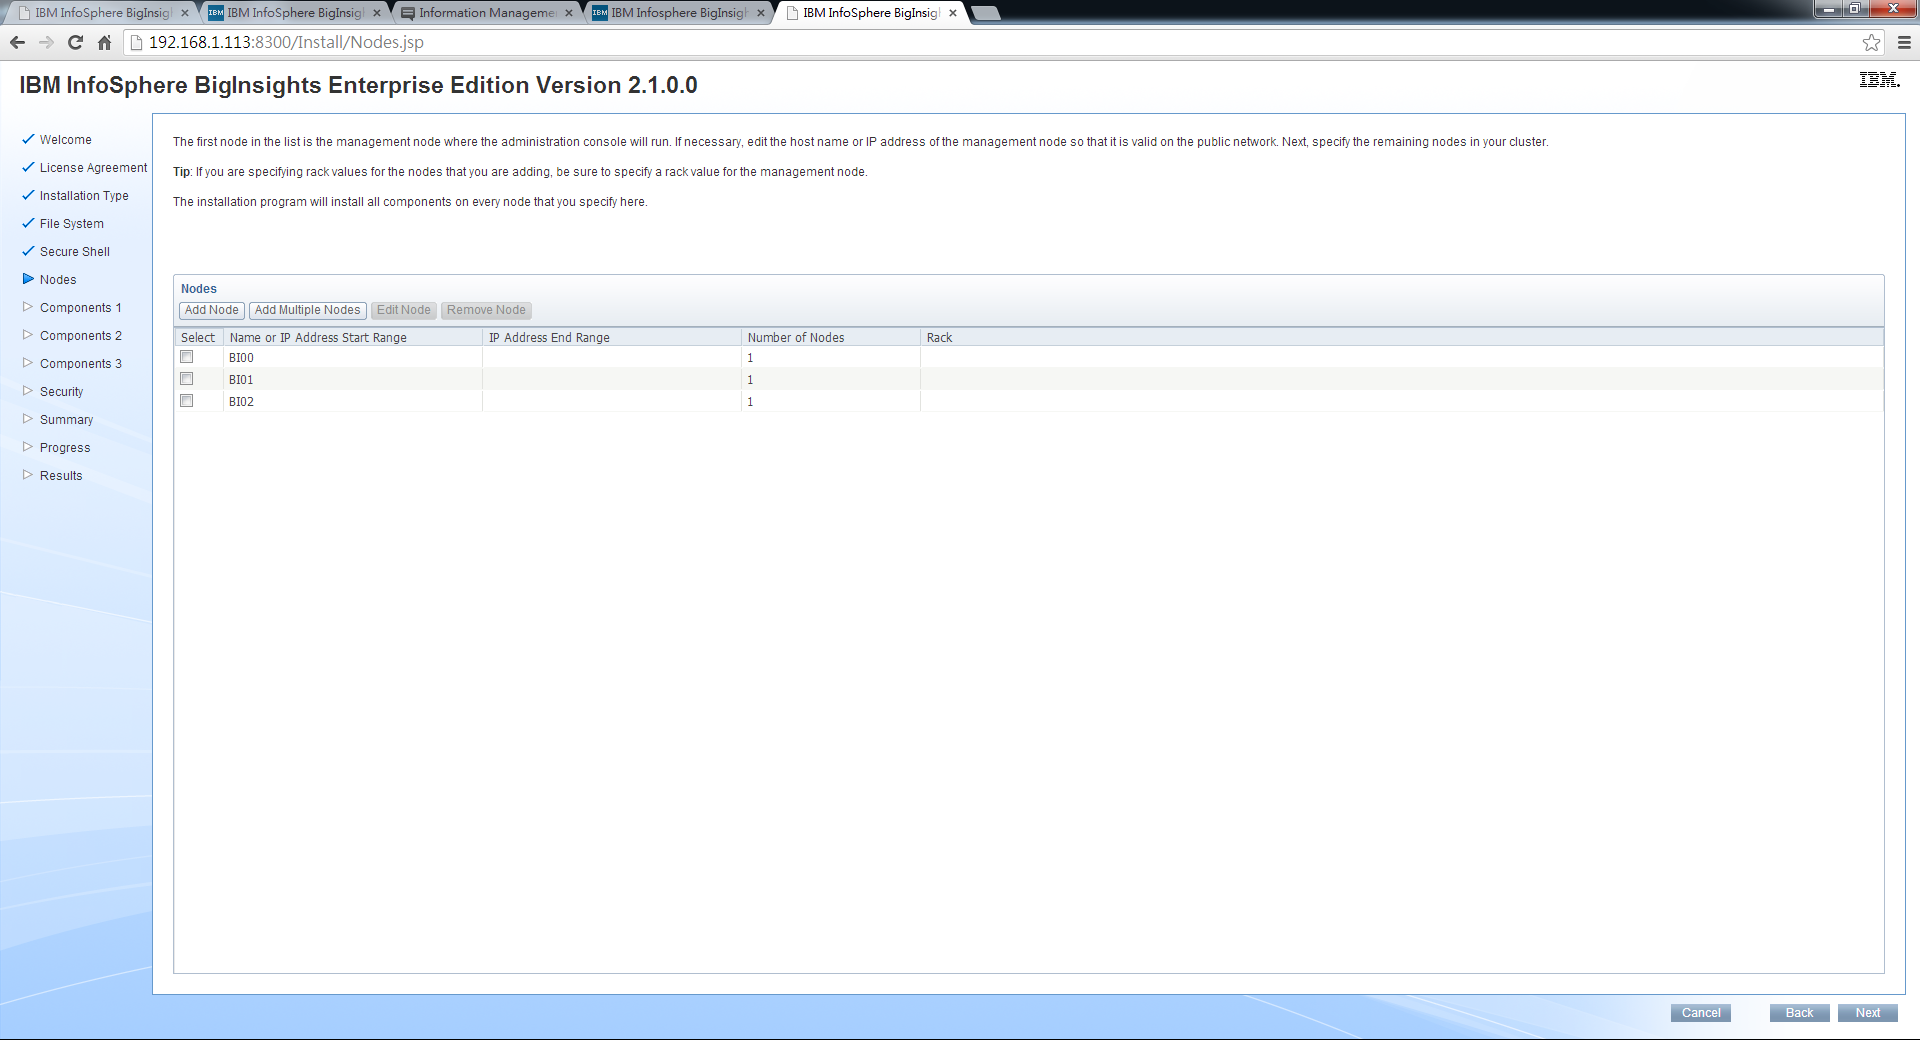 IBM InfoSphere BigInsigh
IBM InfoSphere BigInsigh
Information Manageme
IBM Infosphere BigInsigh
IBM InfoSphere BigInsigh
192.168.1.113:8300/Install/Nodes.jsp
IBM InfoSphere BigInsights Enterprise Edition Version 2.1.0.0
IBM.
Welcome
License Agreement
Installation Type
File System
Secure Shell
Nodes
Components 1
Components 2
Components 3
Security
Summary
Progress
Results
The first node in the list is the management node where the administration console will run. If necessary, edit the host name or IP address of the management node so that it is valid on the public network. Next, specify the remaining nodes in your cluster.
Tip: If you are specifying rack values for the nodes that you are adding, be sure to specify a rack value for the management node.
The installation program will install all components on every node that you specify here.
Nodes
Add Node Add Multiple Nodes Edit Node Remove Node
Select Name or IP Address Start Range IP Address End Range Number of Nodes Rack
BI00 1
BI01 1
BI02 1
Cancel Back Next